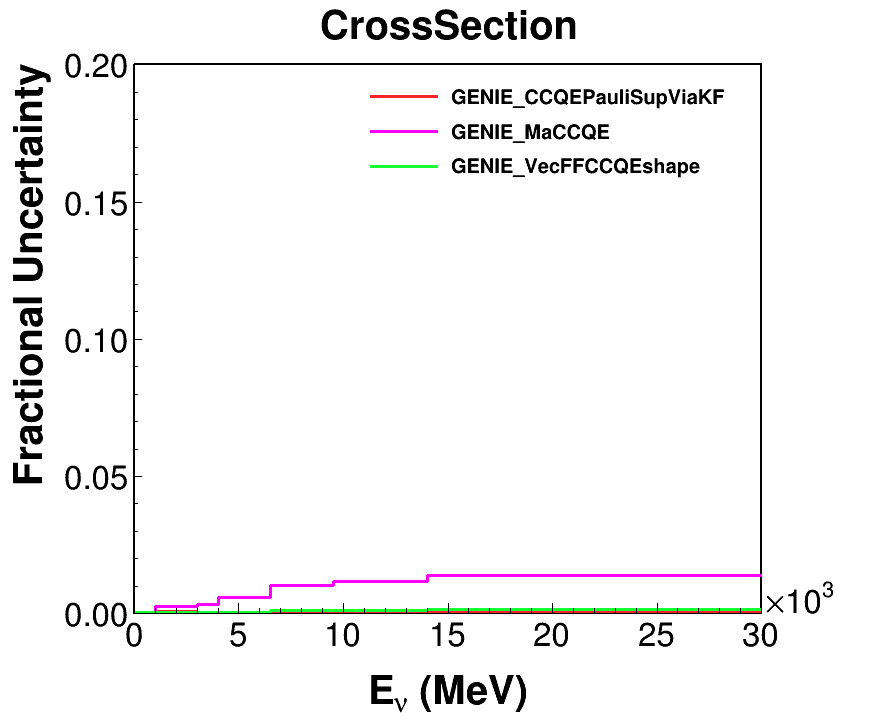 CrossSection
Fractional Uncertainty
0.20
0.15
0.10
0.05
0.00
GENIE_CCQEPauliSupViaKF
GENIE_MaCCQE
GENIE_VecFFCCQEshape
0 5 10 15 20 25 30
×10³
Eν (MeV)